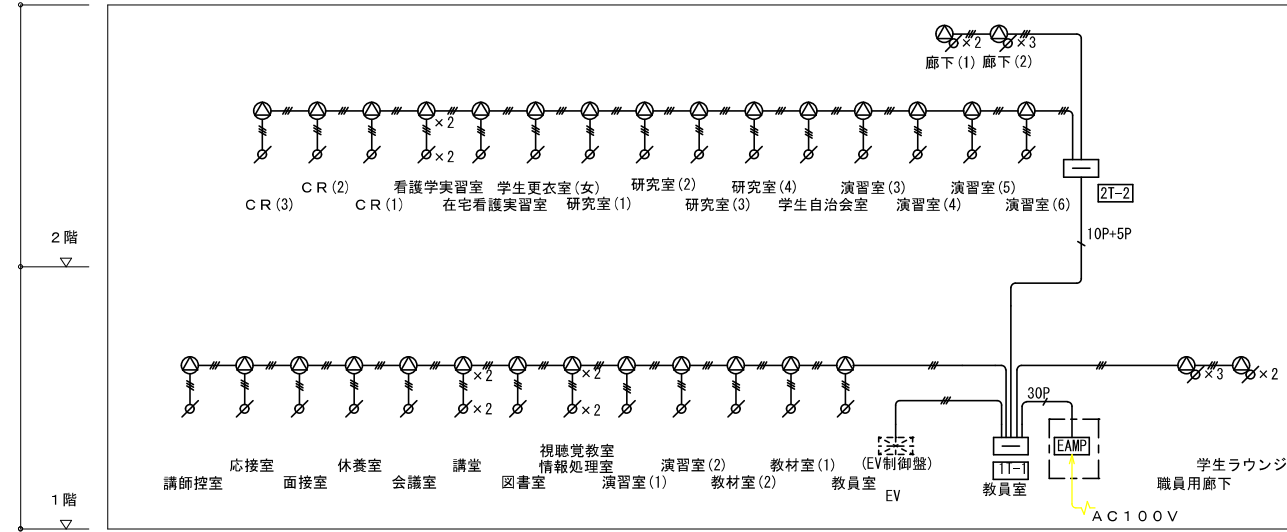 ×2
×3
廊下(1)
廊下(2)
×2
×2
CR(3)
CR(2)
CR(1)
看護学実習室
在宅看護実習室
学生更衣室(女)
研究室(1)
研究室(2)
研究室(3)
研究室(4)
学生自治会室
演習室(3)
演習室(4)
演習室(5)
演習室(6)
2T-2
10P+5P
2階
×2
×2
×2
×2
×3
×2
30P
EAMP
1T-1
教員室
(EV制御盤)
EV
講師控室
応接室
面接室
休養室
会議室
講堂
図書室
視聴覚教室
情報処理室
演習室(1)
演習室(2)
教材室(2)
教材室(1)
教員室
学生ラウンジ
職員用廊下
AC100V
1階